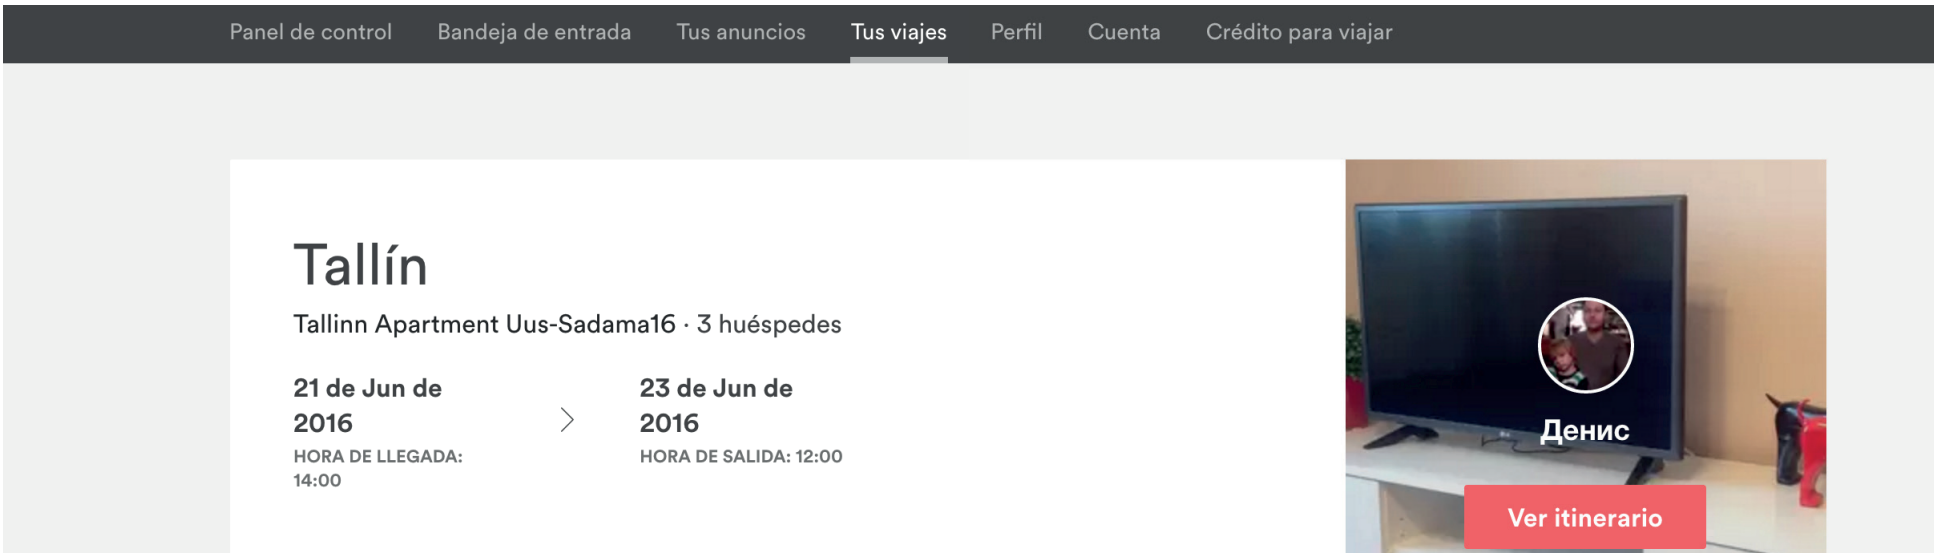 Panel de control Bandeja de entrada Tus anuncios Tus viajes Perfil Cuenta Crédito para viajar
Tallín
Tallinn Apartment Uus-Sadama16 · 3 huéspedes
21 de Jun de
2016
HORA DE LLEGADA:
14:00
23 de Jun de
2016
HORA DE SALIDA: 12:00
LG
Денис
Ver itinerario